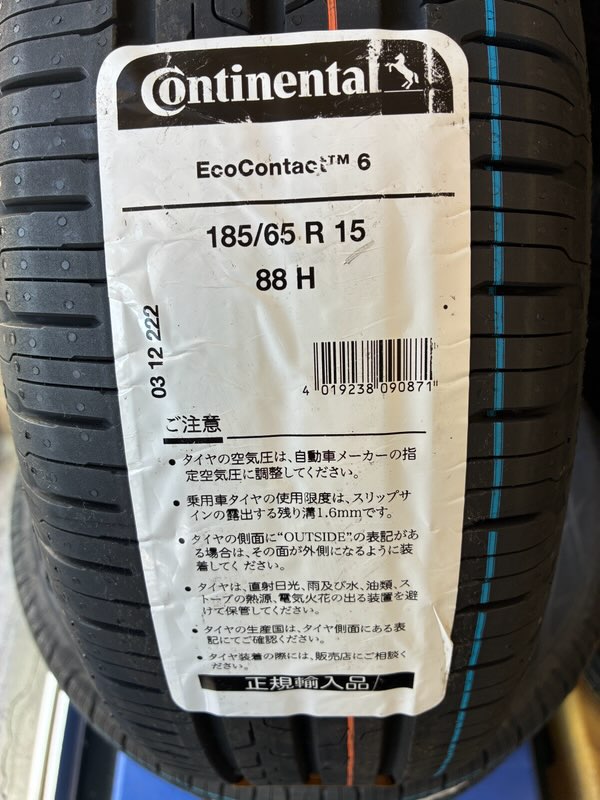 Continental
EcoContact™ 6
185/65 R 15
88 H
03 12 222
4 019238 090871
ご注意
• タイヤの空気圧は、自動車メーカーの指
定空気圧に調整してください。
• 乗用車タイヤの使用限度は、スリップサ
インの露出する残り溝1.6mmです。
• タイヤの側面に“OUTSIDE”の表記があ
る場合は、その面が外側になるように装
着してください。
• タイヤは、直射日光、雨及び水、油類、ス
トーブの熱源、電気火花の出る装置を避
けて保管してください。
• タイヤの生産国は、タイヤ側面にある表
記にてご確認ください。
• タイヤ装着の際には、販売店にご相談く
ださい。
正規輸入品